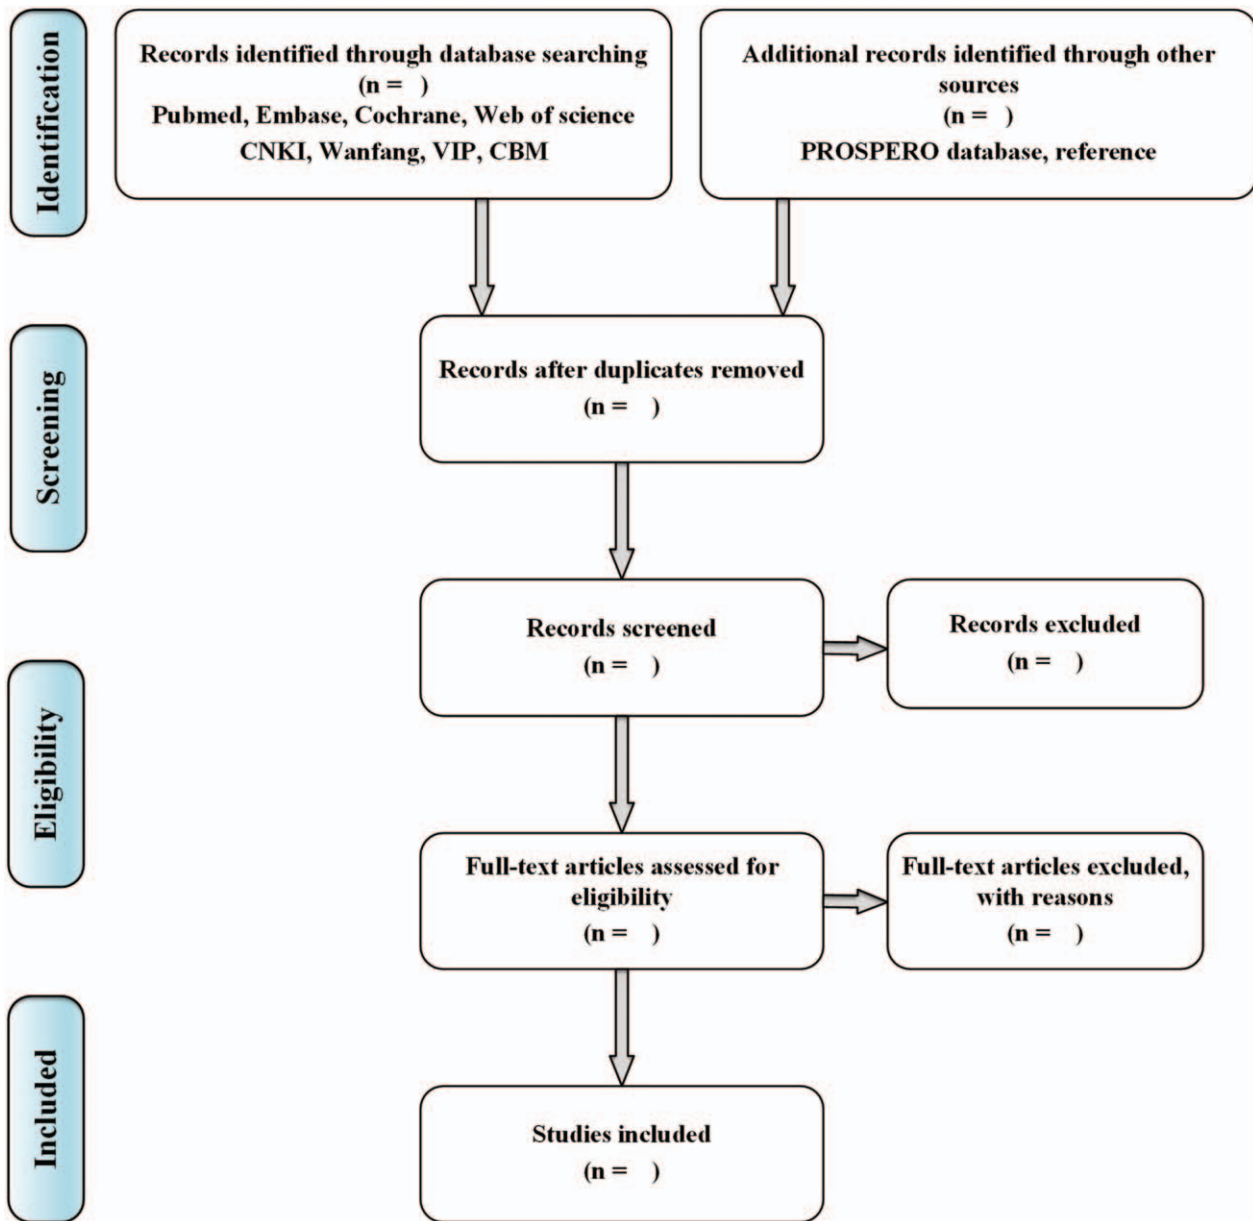 Identification
Records identified through database searching
(n =   )
Pubmed, Embase, Cochrane, Web of science
CNKI, Wanfang, VIP, CBM
Additional records identified through other
sources
(n =   )
PROSPERO database, reference
Screening
Records after duplicates removed
(n =   )
Records screened
(n =   )
Records excluded
(n =   )
Eligibility
Full-text articles assessed for
eligibility
(n =   )
Full-text articles excluded,
with reasons
(n =   )
Included
Studies included
(n =   )